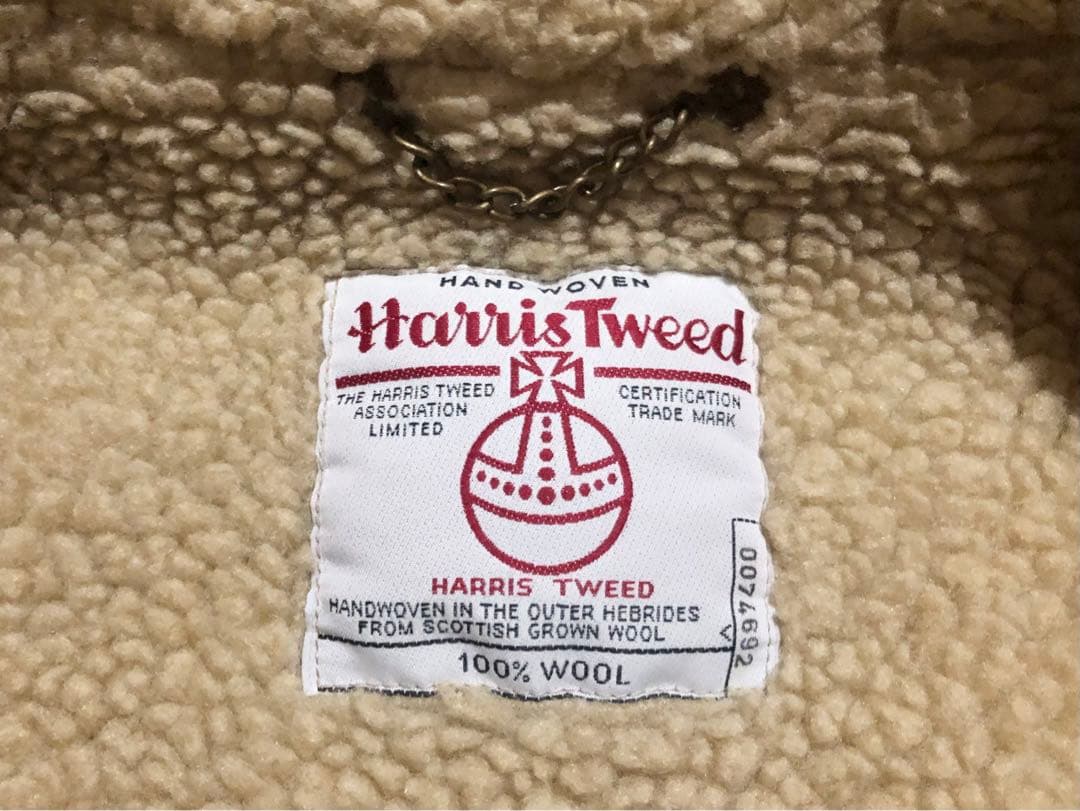 HAND WOVEN
Harris Tweed
THE HARRIS TWEED
ASSOCIATION
LIMITED
CERTIFICATION
TRADE MARK
HARRIS TWEED
HANDWOVEN IN THE OUTER HEBRIDES
FROM SCOTTISH GROWN WOOL
100% WOOL
0074692
V